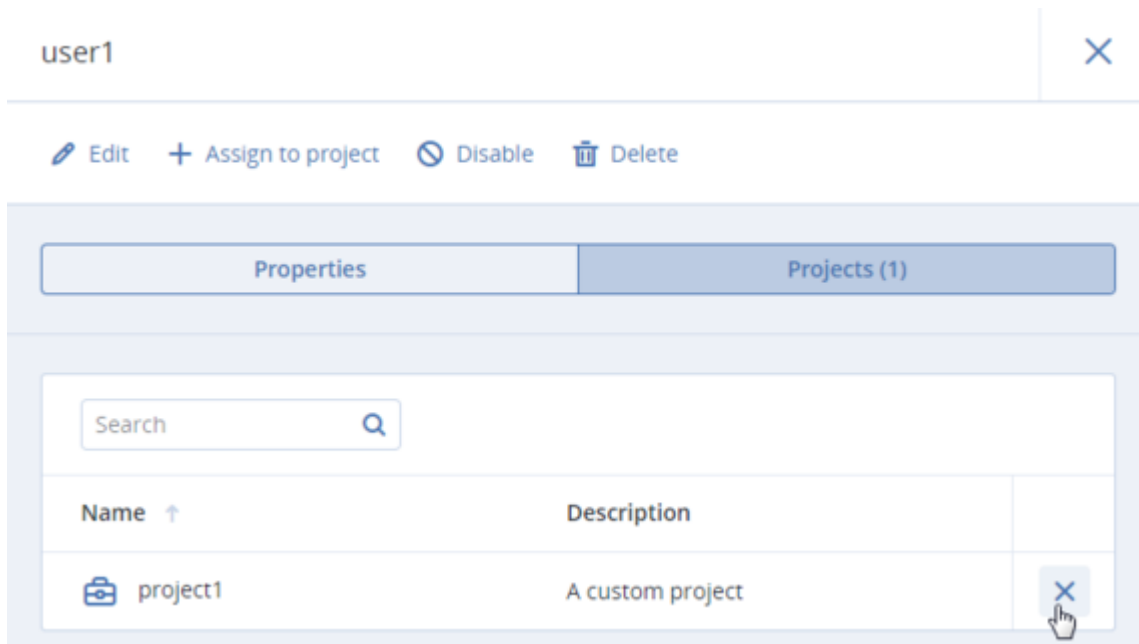 user1
Edit Assign to project Disable Delete
Properties Projects (1)
Search
Name Description
project1 A custom project